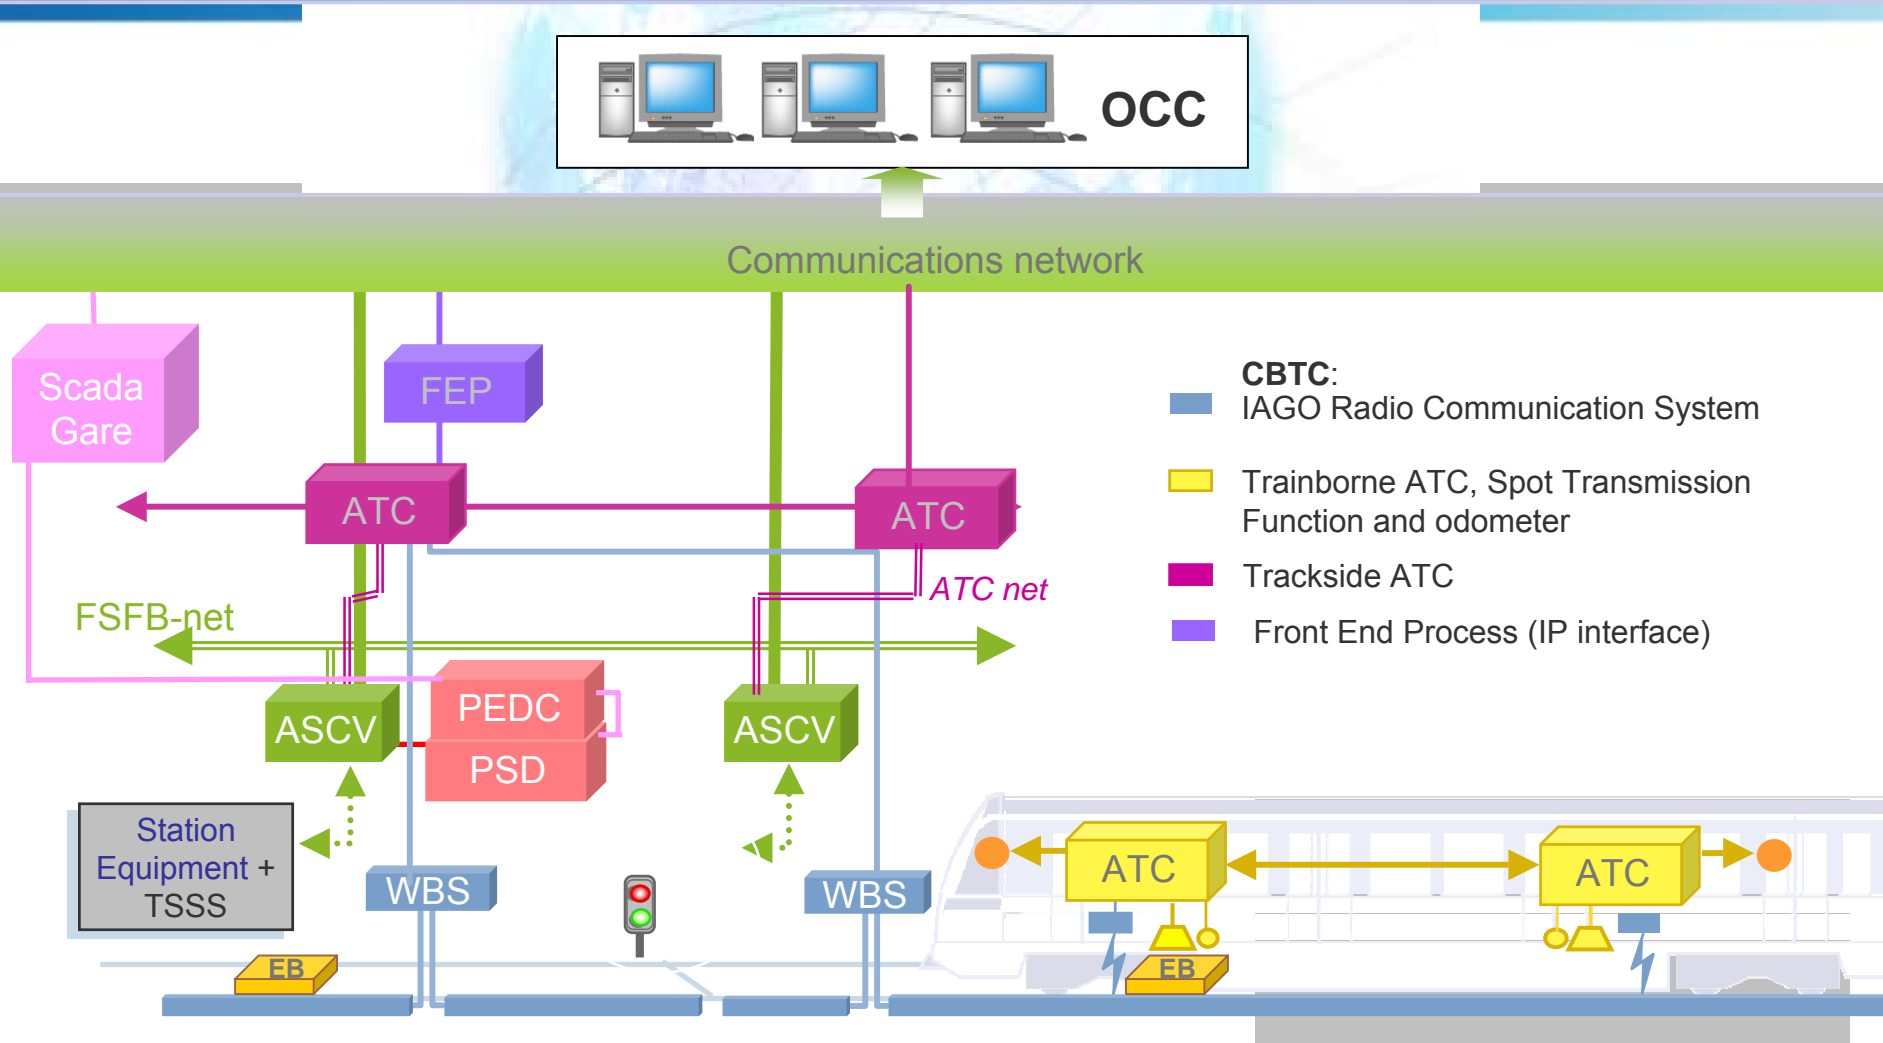 OCC
Communications network
Scada
Gare
FEP
CBTC:
IAGO Radio Communication System
Trainborne ATC, Spot Transmission
Function and odometer
Trackside ATC
Front End Process (IP interface)
ATC
ATC
ATC net
FSFB-net
ASCV
PEDC
PSD
ASCV
Station
Equipment +
TSSS
WBS
WBS
ATC
ATC
EB
EB